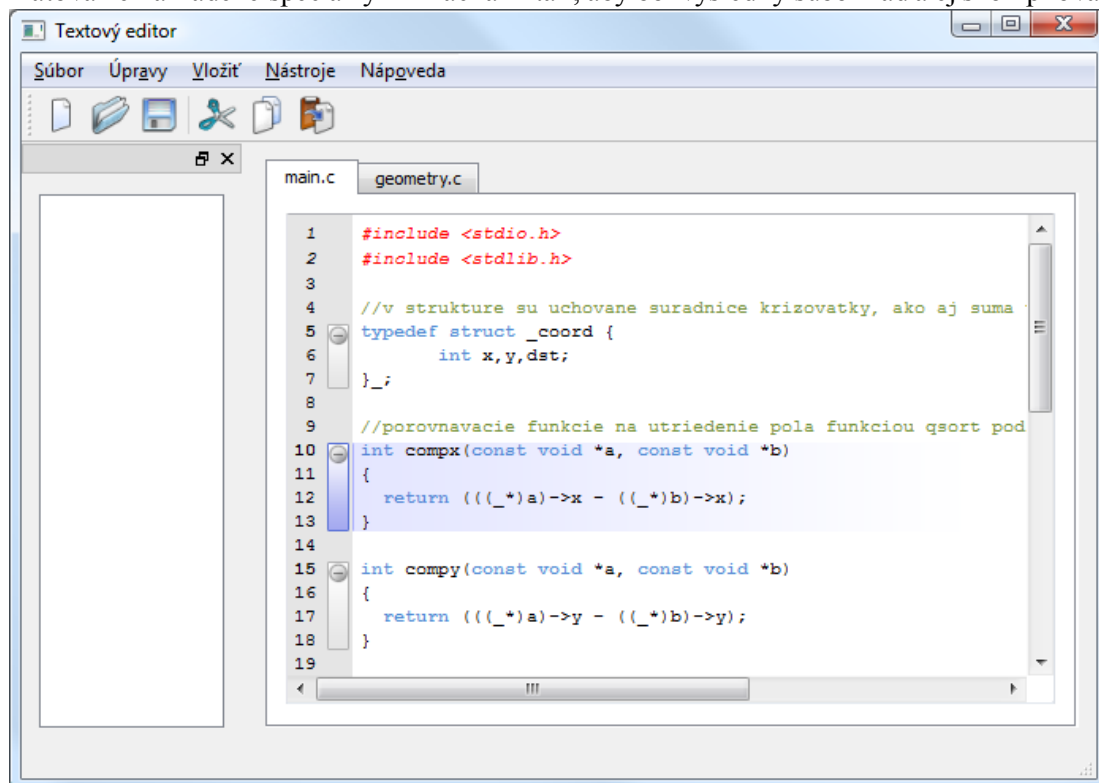 Textový editor
Súbor Úpravy Vložiť Nástroje Nápoveda
main.c geometry.c
1 #include <stdio.h>
2 #include <stdlib.h>
3
4 //v strukture su uchovane suradnice krizovatky, ako aj suma
5 typedef struct _coord {
6 int x,y,dst;
7 }_;
8
9 //porovnavacie funkcie na utriedenie pola funkciou qsort pod
10 int compx(const void *a, const void *b)
11 {
12 return (((_*)a)->x - ((_*)b)->x);
13 }
14
15 int compy(const void *a, const void *b)
16 {
17 return (((_*)a)->y - ((_*)b)->y);
18 }
19